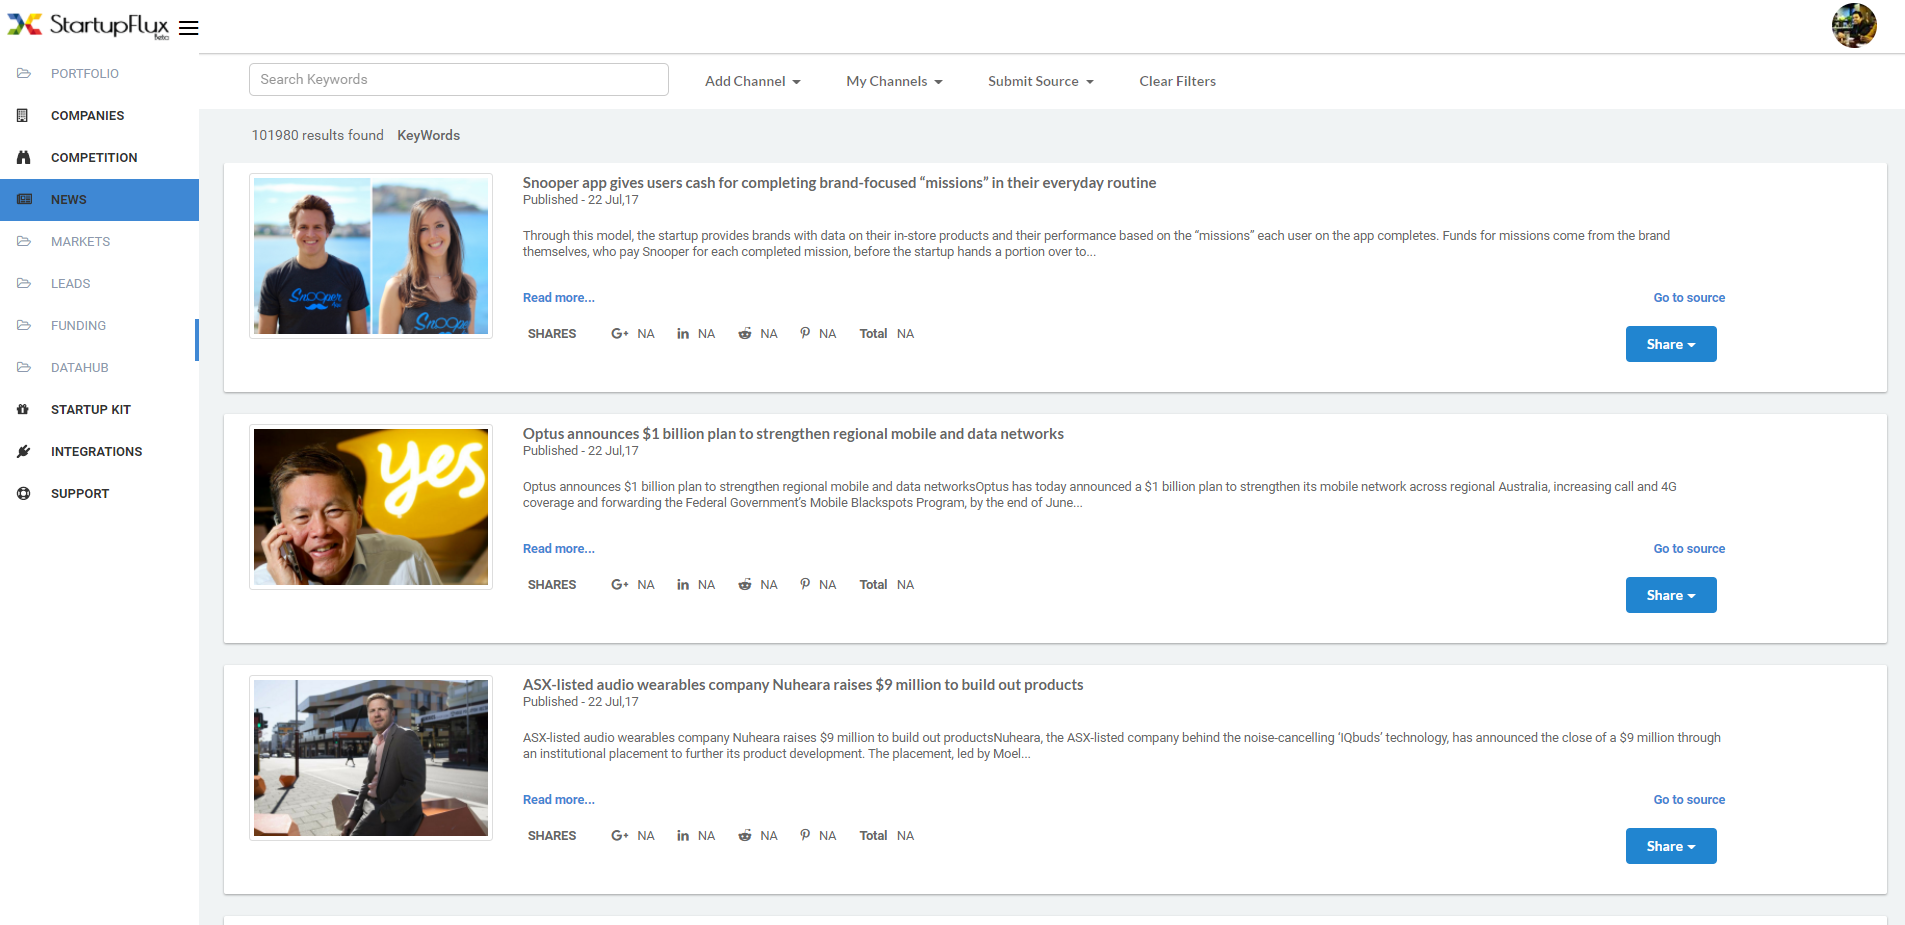 StartupFlux
Beta
PORTFOLIO
COMPANIES
COMPETITION
NEWS
MARKETS
LEADS
FUNDING
DATAHUB
STARTUP KIT
INTEGRATIONS
SUPPORT
Search Keywords
Add Channel
My Channels
Submit Source
Clear Filters
101980 results found KeyWords
Snooper
Snooper
Snooper app gives users cash for completing brand-focused “missions” in their everyday routine
Published - 22 Jul,17
Through this model, the startup provides brands with data on their in-store products and their performance based on the “missions” each user on the app completes. Funds for missions come from the brand
themselves, who pay Snooper for each completed mission, before the startup hands a portion over to...
Read more... Go to source
SHARES G+ NA in NA NA NA Total NA
Share
yes
Optus announces $1 billion plan to strengthen regional mobile and data networks
Published - 22 Jul,17
Optus announces $1 billion plan to strengthen regional mobile and data networksOptus has today announced a $1 billion plan to strengthen its mobile network across regional Australia, increasing call and 4G
coverage and forwarding the Federal Government’s Mobile Blackspots Program, by the end of June...
Read more... Go to source
SHARES G+ NA in NA NA NA Total NA
Share
ASX-listed audio wearables company Nuheara raises $9 million to build out products
Published - 22 Jul,17
ASX-listed audio wearables company Nuheara raises $9 million to build out productsNuheara, the ASX-listed company behind the noise-cancelling ‘IQbuds’ technology, has announced the close of a $9 million through
an institutional placement to further its product development. The placement, led by Moel...
Read more... Go to source
SHARES G+ NA in NA NA NA Total NA
Share